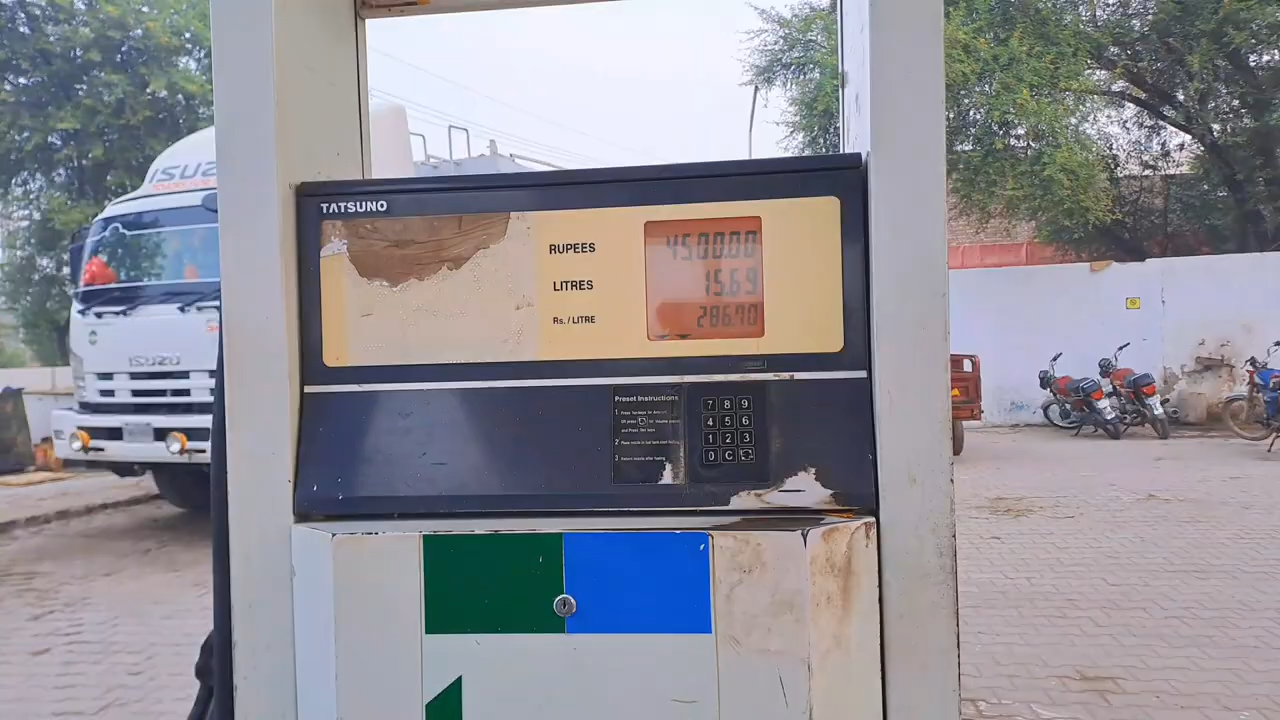 ISUZU
TATSUNO
RUPEES 4500.00
LITRES 15.69
Rs. / LITRE 286.70
ISUZU
Preset Instructions
7 8 9
4 5 6
1 2 3
0 C